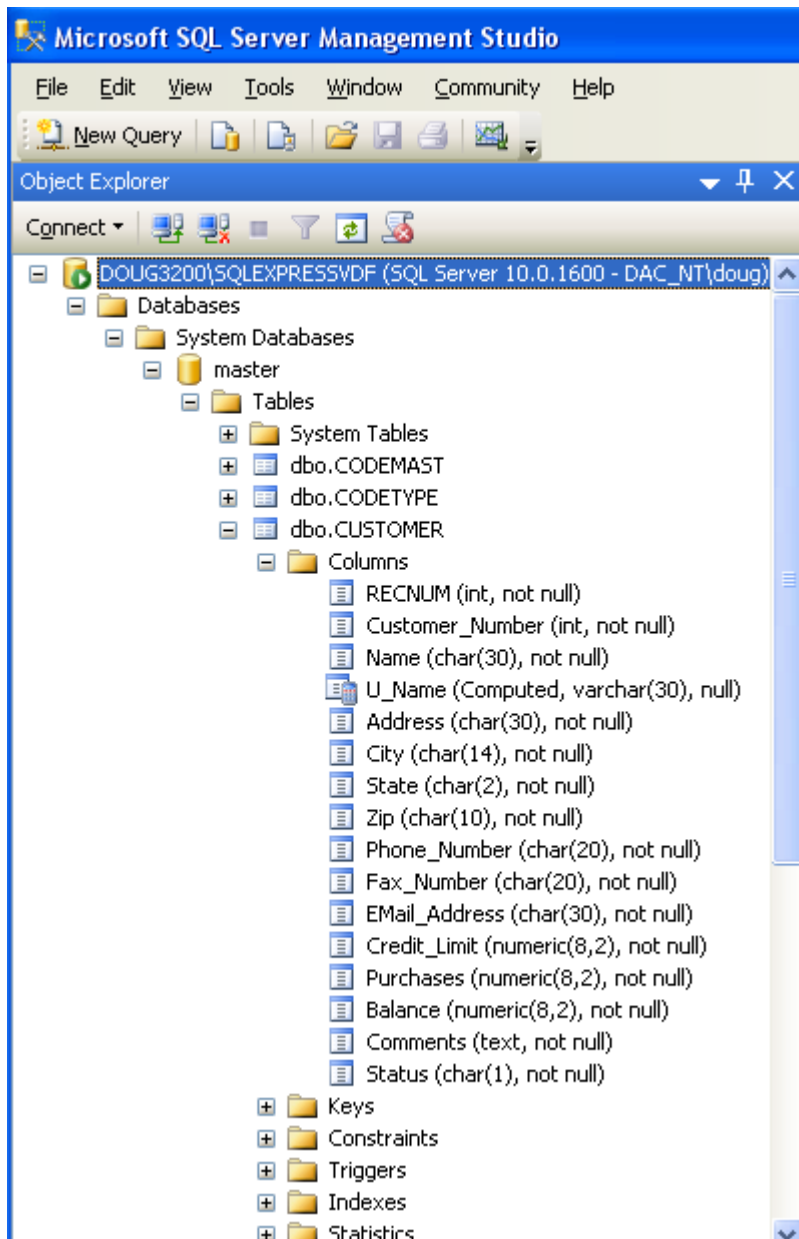 Microsoft SQL Server Management Studio
File Edit View Tools Window Community Help
New Query
Object Explorer
Connect
DOUG3200\SQLEXPRESSVDF (SQL Server 10.0.1600 - DAC_NT\doug)
Databases
System Databases
master
Tables
System Tables
dbo.CODEMAST
dbo.CODETYPE
dbo.CUSTOMER
Columns
RECNUM (int, not null)
Customer_Number (int, not null)
Name (char(30), not null)
U_Name (Computed, varchar(30), null)
Address (char(30), not null)
City (char(14), not null)
State (char(2), not null)
Zip (char(10), not null)
Phone_Number (char(20), not null)
Fax_Number (char(20), not null)
EMail_Address (char(30), not null)
Credit_Limit (numeric(8,2), not null)
Purchases (numeric(8,2), not null)
Balance (numeric(8,2), not null)
Comments (text, not null)
Status (char(1), not null)
Keys
Constraints
Triggers
Indexes
Statistics